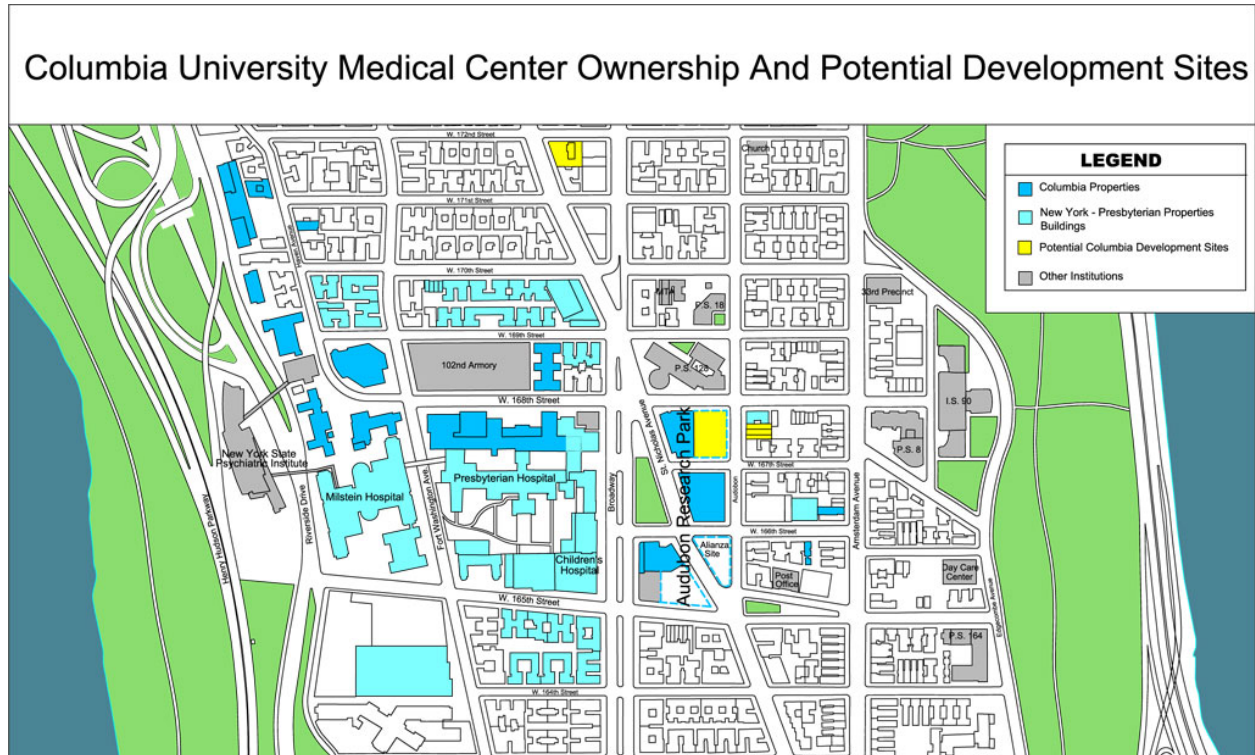 Columbia University Medical Center Ownership And Potential Development Sites
LEGEND
Columbia Properties
New York - Presbyterian Properties
Buildings
Potential Columbia Development Sites
Other Institutions
W. 172nd Street
Church
W. 171st Street
Haven Avenue
W. 170th Street
MTA
P.S. 18
33rd Precinct
W. 169th Street
102nd Armory
P.S. 128
I.S. 90
W. 168th Street
St. Nicholas Avenue
Audubon Research Park
P.S. 8
New York State
Psychiatric Institute
W. 167th Street
Milstein Hospital
Presbyterian Hospital
Fort Washington Ave.
Broadway
Audobon
Amsterdam Avenue
Henry Hudson Parkway
Riverside Drive
W. 166th Street
Alianza
Site
Children's
Hospital
Post
Office
Day Care
Center
W. 165th Street
Edgecombe Avenue
P.S. 164
W. 164th Street